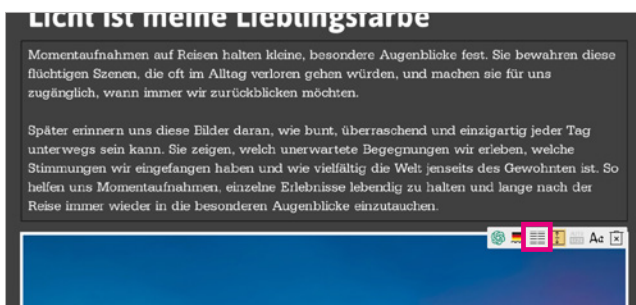 Licht ist meine Lieblingsfarbe
Momentaufnahmen auf Reisen halten kleine, besondere Augenblicke fest. Sie bewahren diese
flüchtigen Szenen, die oft im Alltag verloren gehen würden, und machen sie für uns
zugänglich, wann immer wir zurückblicken möchten.
Später erinnern uns diese Bilder daran, wie bunt, überraschend und einzigartig jeder Tag
unterwegs sein kann. Sie zeigen, welch unerwartete Begegnungen wir erleben, welche
Stimmungen wir eingefangen haben und wie vielfältig die Welt jenseits des Gewohnten ist. So
helfen uns Momentaufnahmen, einzelne Erlebnisse lebendig zu halten und lange nach der
Reise immer wieder in die besonderen Augenblicke einzutauchen.
Aa